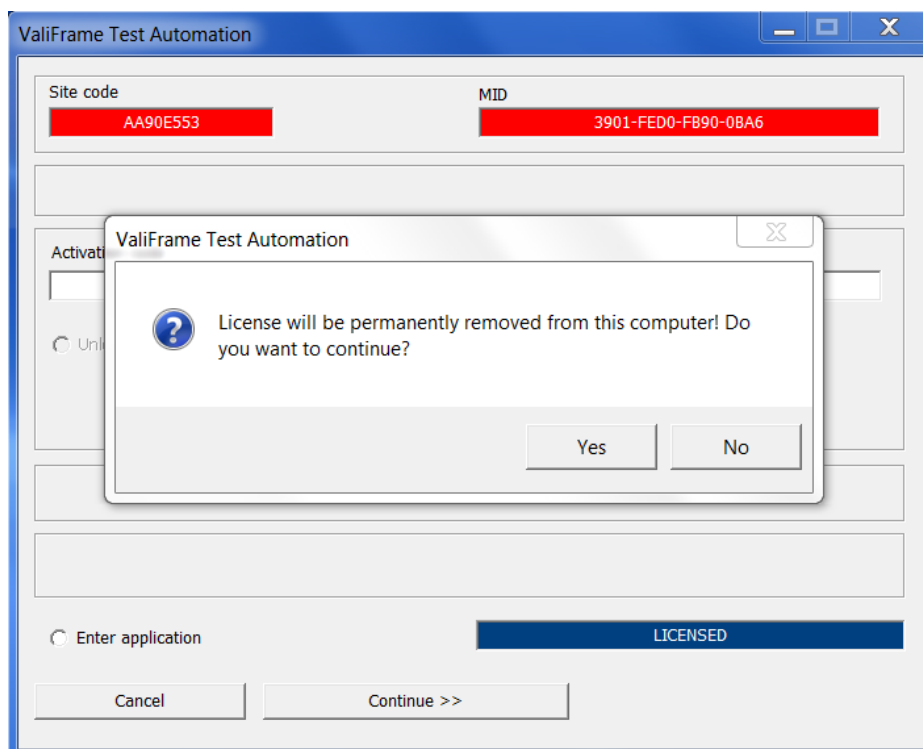 ValiFrame Test Automation
Site code
MID
AA90E553
3901-FED0-FB90-0BA6
ValiFrame Test Automation
License will be permanently removed from this computer! Do
you want to continue?
Yes
No
Enter application
LICENSED
Cancel
Continue >>